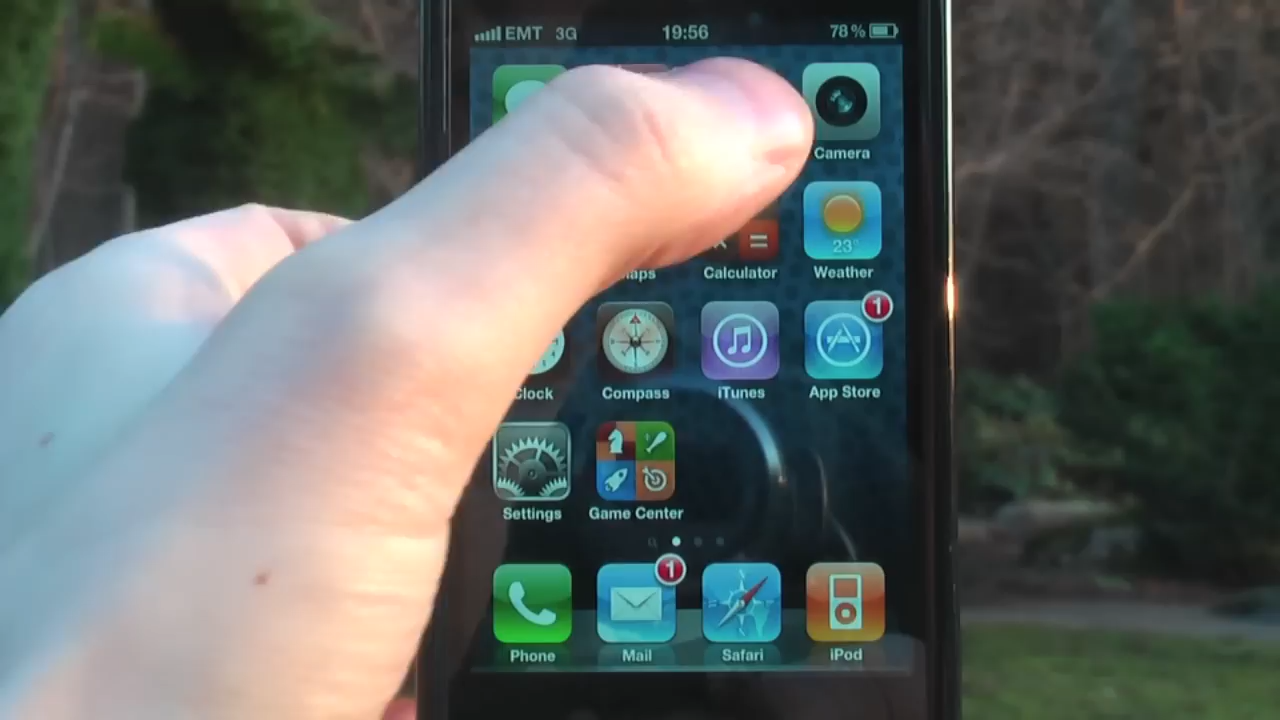 EMT 3G 19:56 78%
Camera
23°
Calculator Weather
1
Compass iTunes App Store
Settings Game Center
1
Phone Mail Safari iPod